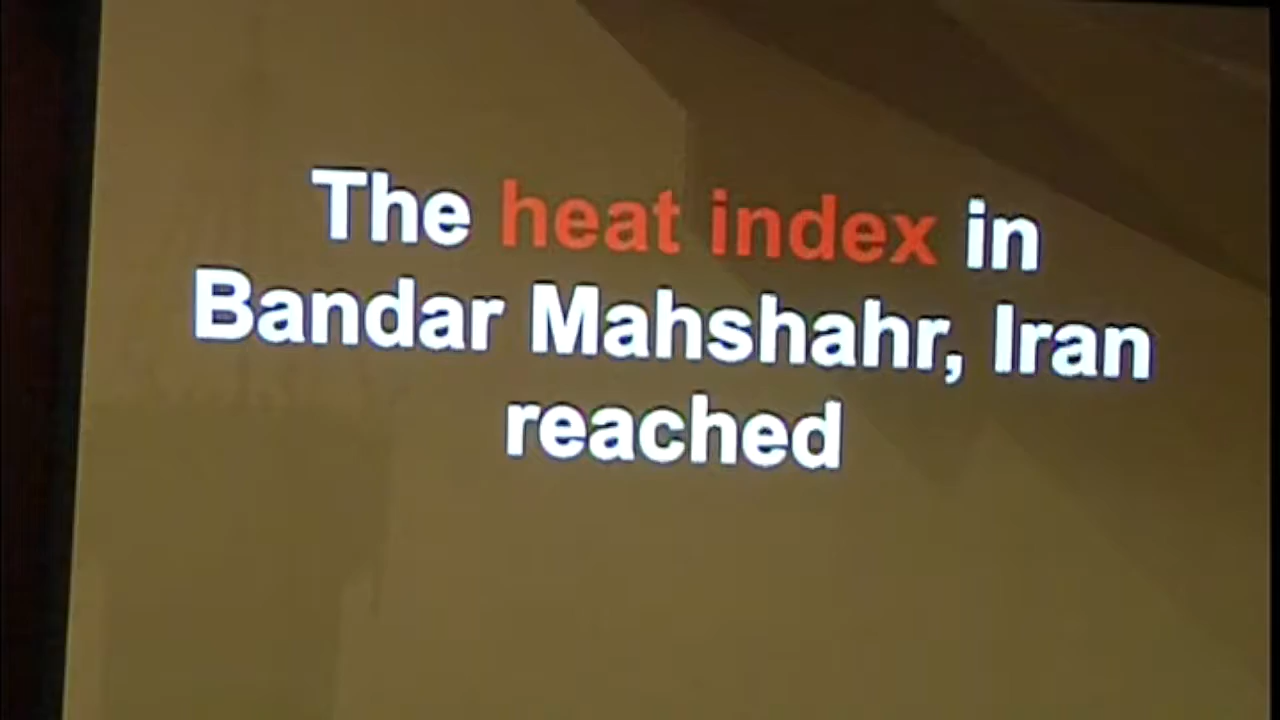 The heat index in
Bandar Mahshahr, Iran
reached